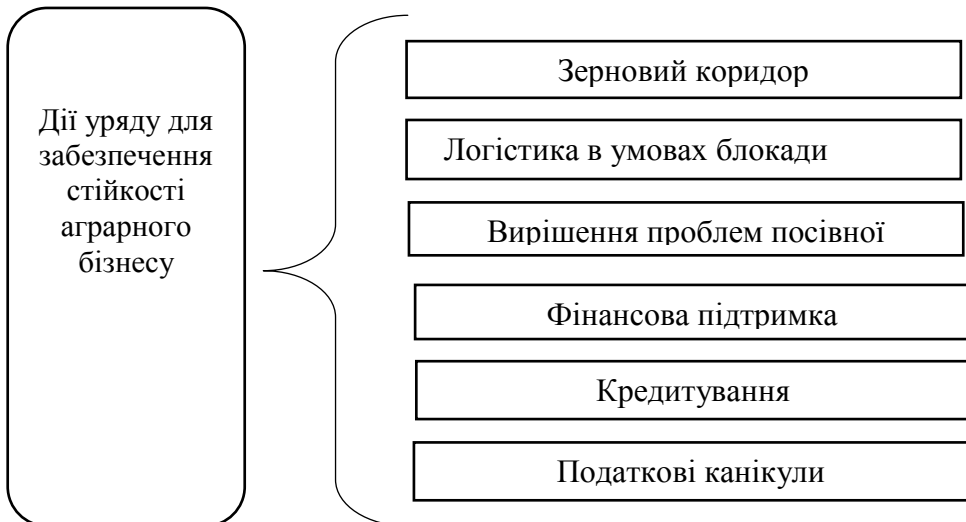 Дії уряду для
забезпечення
стійкості
аграрного
бізнесу
Зерновий коридор
Логістика в умовах блокади
Вирішення проблем посівної
Фінансова підтримка
Кредитування
Податкові канікули